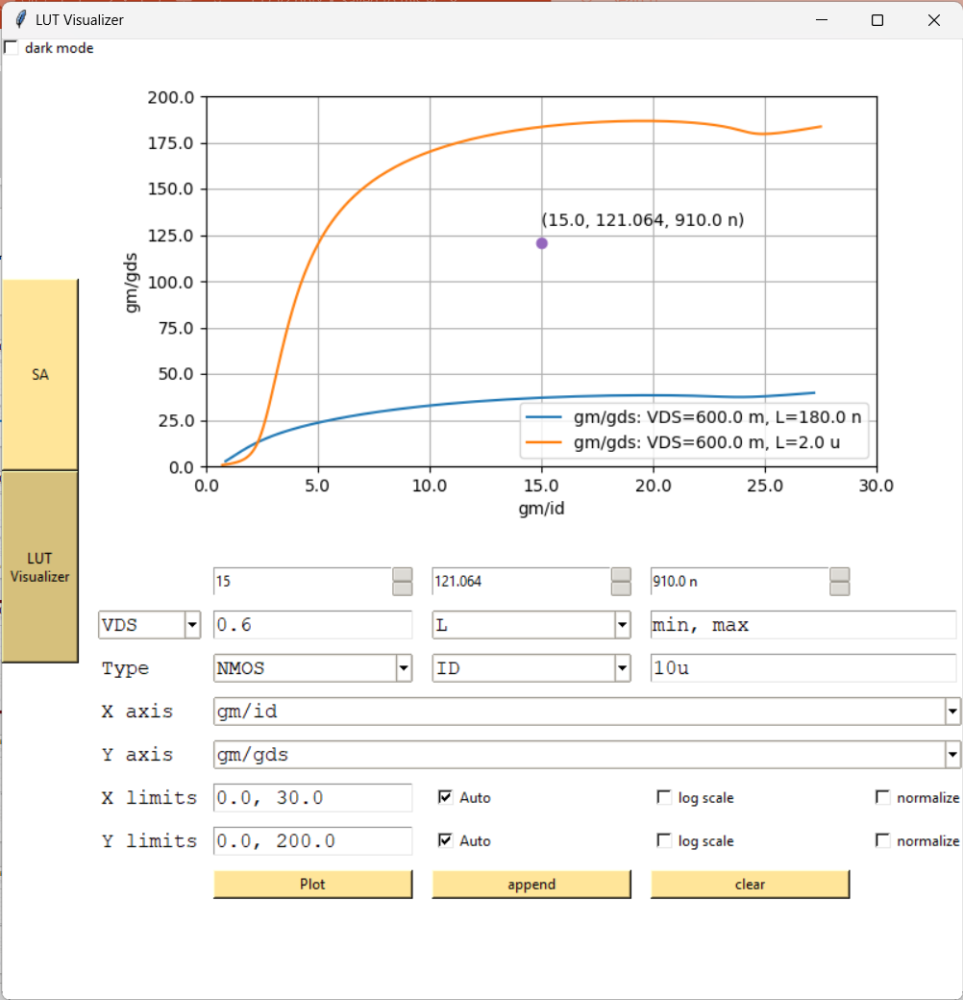 LUT Visualizer
dark mode
200.0
175.0
150.0
125.0
100.0
75.0
50.0
25.0
0.0
gm/gds
(15.0, 121.064, 910.0 n)
gm/gds: VDS=600.0 m, L=180.0 n
gm/gds: VDS=600.0 m, L=2.0 u
0.0 5.0 10.0 15.0 20.0 25.0 30.0
gm/id
SA
LUT
Visualizer
15 121.064 910.0 n
VDS 0.6 L min, max
Type NMOS ID 10u
X axis gm/id
Y axis gm/gds
X limits 0.0, 30.0 Auto log scale normalize
Y limits 0.0, 200.0 Auto log scale normalize
Plot append clear